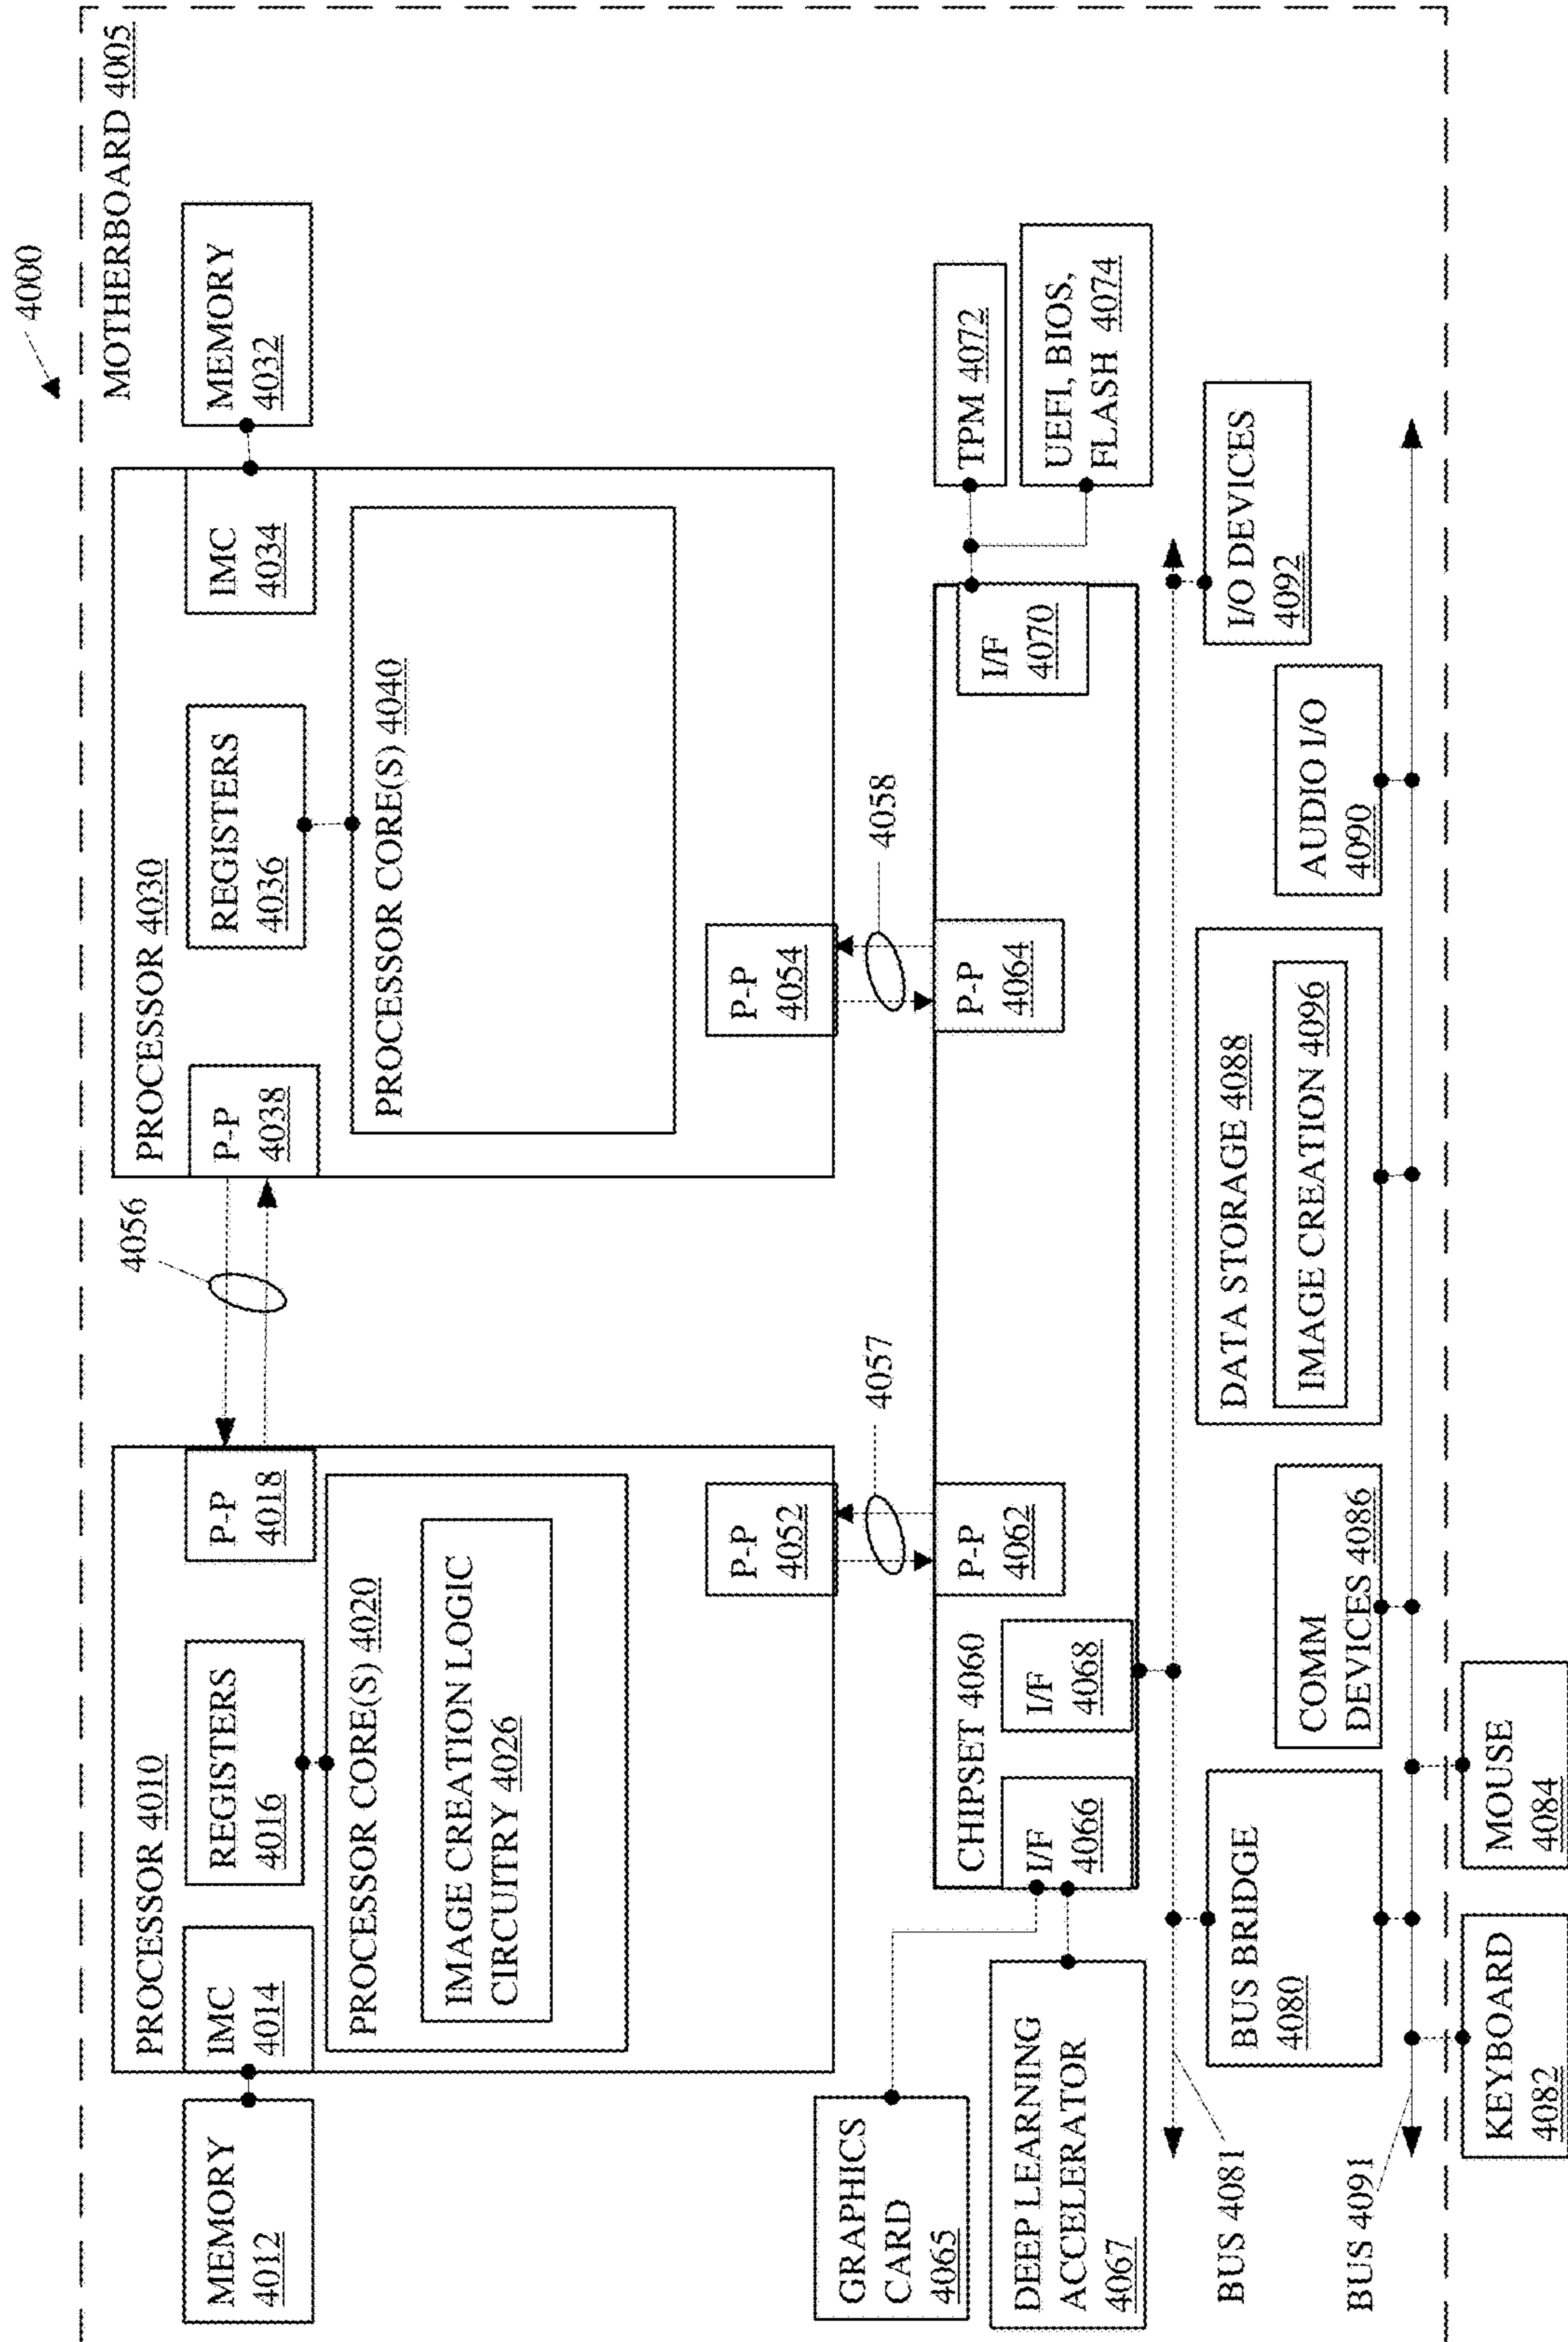 4000
MOTHERBOARD 4005
MEMORY
4012
PROCESSOR 4010
IMC
4014
REGISTERS
4016
P-P
4018
PROCESSOR CORE(S) 4020
IMAGE CREATION LOGIC
CIRCUITRY 4026
P-P
4052
4056
PROCESSOR 4030
P-P
4038
REGISTERS
4036
IMC
4034
PROCESSOR CORE(S) 4040
P-P
4054
MEMORY
4032
4057
4058
GRAPHICS
CARD
4065
DEEP LEARNING
ACCELERATOR
4067
CHIPSET 4060
I/F
4066
I/F
4068
P-P
4062
P-P
4064
I/F
4070
TPM 4072
UEFI, BIOS,
FLASH 4074
BUS 4081
BUS BRIDGE
4080
I/O DEVICES
4092
COMM
DEVICES 4086
DATA STORAGE 4088
IMAGE CREATION 4096
AUDIO I/O
4090
BUS 4091
KEYBOARD
4082
MOUSE
4084